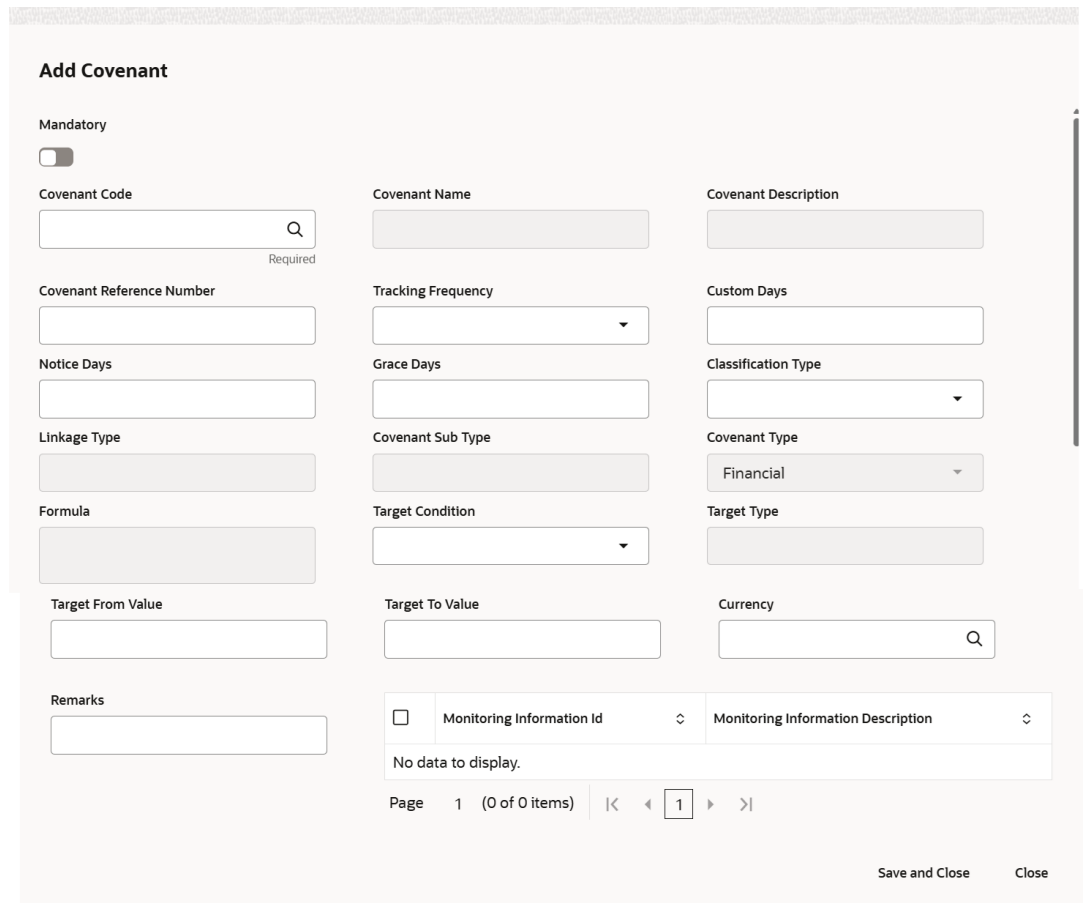 Add Covenant
Mandatory
Covenant Code Covenant Name Covenant Description
Required
Covenant Reference Number Tracking Frequency Custom Days
Notice Days Grace Days Classification Type
Linkage Type Covenant Sub Type Covenant Type
Financial
Formula Target Condition Target Type
Target From Value Target To Value Currency
Remarks
Monitoring Information Id Monitoring Information Description
No data to display.
Page 1 (0 of 0 items) 1
Save and Close Close